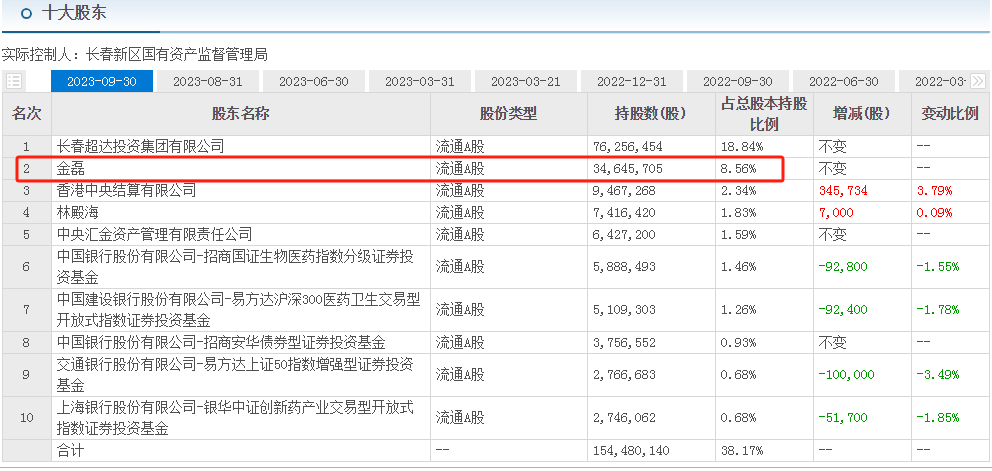 十大股东
实际控制人：长春新区国有资产监督管理局
2023-09-30 2023-08-31 2023-06-30 2023-03-31 2023-03-21 2022-12-31 2022-09-30 2022-06-30 2022-03-
名次 股东名称 股份类型 持股数(股) 占总股本持股 增减(股) 变动比例
比例
1 长春超达投资集团有限公司 流通A股 76,256,454 18.84% 不变 --
2 金磊 流通A股 34,645,705 8.56% 不变 --
3 香港中央结算有限公司 流通A股 9,467,268 2.34% 345,734 3.79%
4 林殿海 流通A股 7,416,420 1.83% 7,000 0.09%
5 中央汇金资产管理有限责任公司 流通A股 6,427,200 1.59% 不变 --
6 中国银行股份有限公司-招商国证生物医药指数分级证券投 流通A股 5,888,493 1.46% -92,800 -1.55%
资基金
7 中国建设银行股份有限公司-易方达沪深300医药卫生交易型 流通A股 5,109,303 1.26% -92,400 -1.78%
开放式指数证券投资基金
8 中国银行股份有限公司-招商安华债券型证券投资基金 流通A股 3,756,552 0.93% 不变 --
9 交通银行股份有限公司-易方达上证50指数增强型证券投资 流通A股 2,766,683 0.68% -100,000 -3.49%
基金
10 上海银行股份有限公司-银华中证创新药产业交易型开放式 流通A股 2,746,062 0.68% -51,700 -1.85%
指数证券投资基金
合计 -- 154,480,140 38.17% -- --